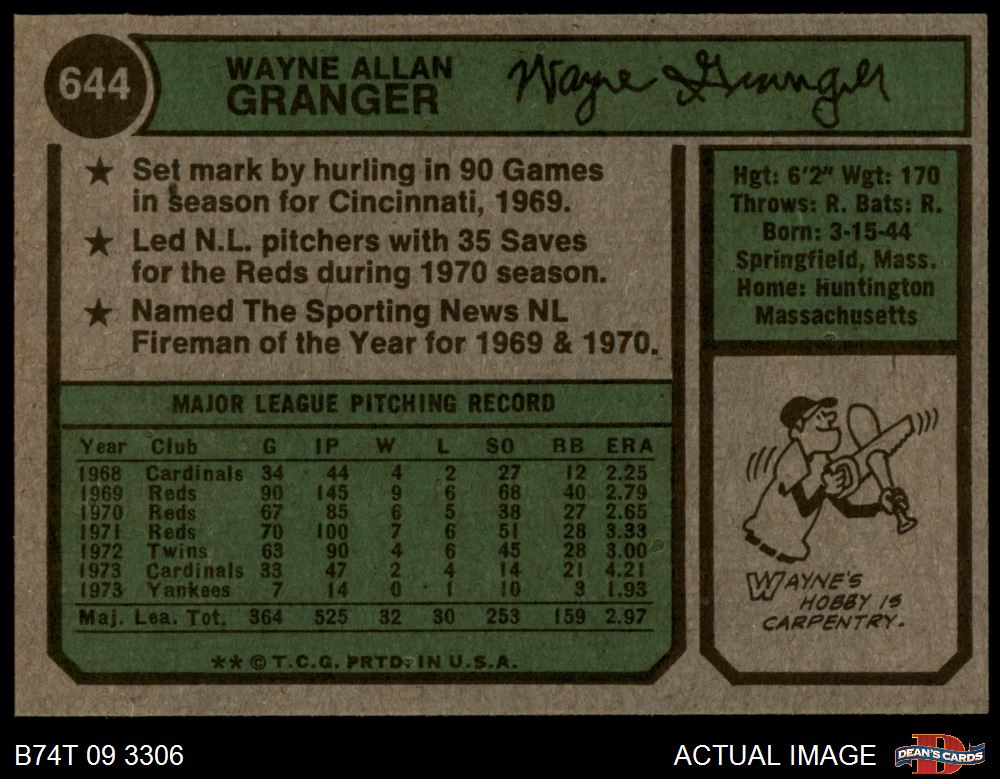 644
WAYNE ALLAN
GRANGER
Wayne Granger
★ Set mark by hurling in 90 Games
in season for Cincinnati, 1969.
★ Led N.L. pitchers with 35 Saves
for the Reds during 1970 season.
★ Named The Sporting News NL
Fireman of the Year for 1969 & 1970.
Hgt: 6'2" Wgt: 170
Throws: R. Bats: R.
Born: 3-15-44
Springfield, Mass.
Home: Huntington
Massachusetts
MAJOR LEAGUE PITCHING RECORD
Year Club G IP W L SO BB ERA
1968 Cardinals 34 44 4 2 27 12 2.25
1969 Reds 90 145 9 6 68 40 2.79
1970 Reds 67 85 6 5 38 27 2.65
1971 Reds 70 100 7 6 51 28 3.33
1972 Twins 63 90 4 6 45 28 3.00
1973 Cardinals 33 47 2 4 14 21 4.21
1973 Yankees 7 14 0 1 10 3 1.93
Maj. Lea. Tot. 364 525 32 30 253 159 2.97
** © T.C.G. PRTD. IN U.S.A.
WAYNE'S
HOBBY IS
CARPENTRY.
B74T 09 3306
ACTUAL IMAGE
DEAN'S CARDS